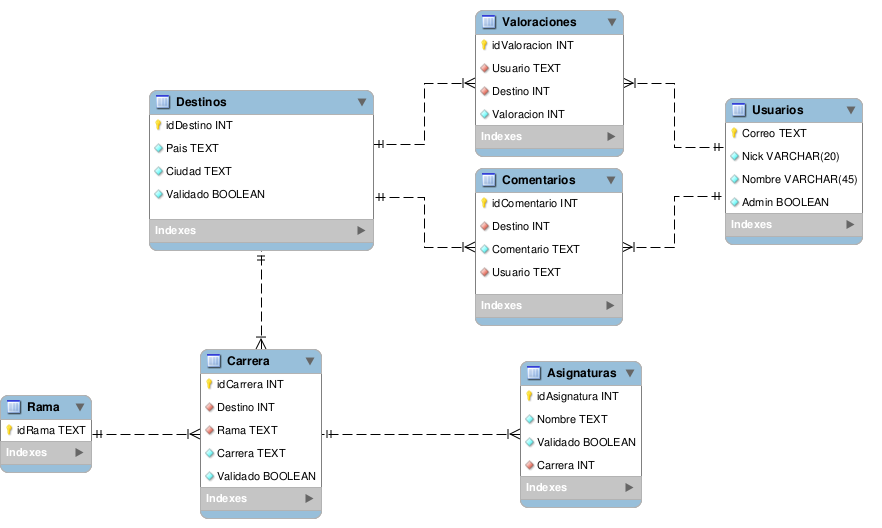 Valoraciones
idValoracion INT
Usuario TEXT
Destino INT
Valoracion INT
Indexes
Destinos
idDestino INT
Pais TEXT
Ciudad TEXT
Validado BOOLEAN
Indexes
Usuarios
Correo TEXT
Nick VARCHAR(20)
Nombre VARCHAR(45)
Admin BOOLEAN
Indexes
Comentarios
idComentario INT
Destino INT
Comentario TEXT
Usuario TEXT
Indexes
Carrera
idCarrera INT
Destino INT
Rama TEXT
Carrera TEXT
Validado BOOLEAN
Indexes
Asignaturas
idAsignatura INT
Nombre TEXT
Validado BOOLEAN
Carrera INT
Indexes
Rama
idRama TEXT
Indexes